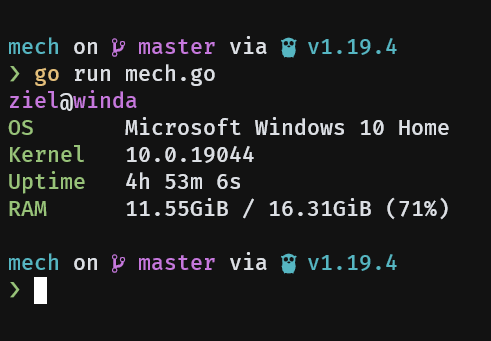 mech on master via v1.19.4
❯ go run mech.go
ziel@winda
OS Microsoft Windows 10 Home
Kernel 10.0.19044
Uptime 4h 53m 6s
RAM 11.55GiB / 16.31GiB (71%)
mech on master via v1.19.4
❯